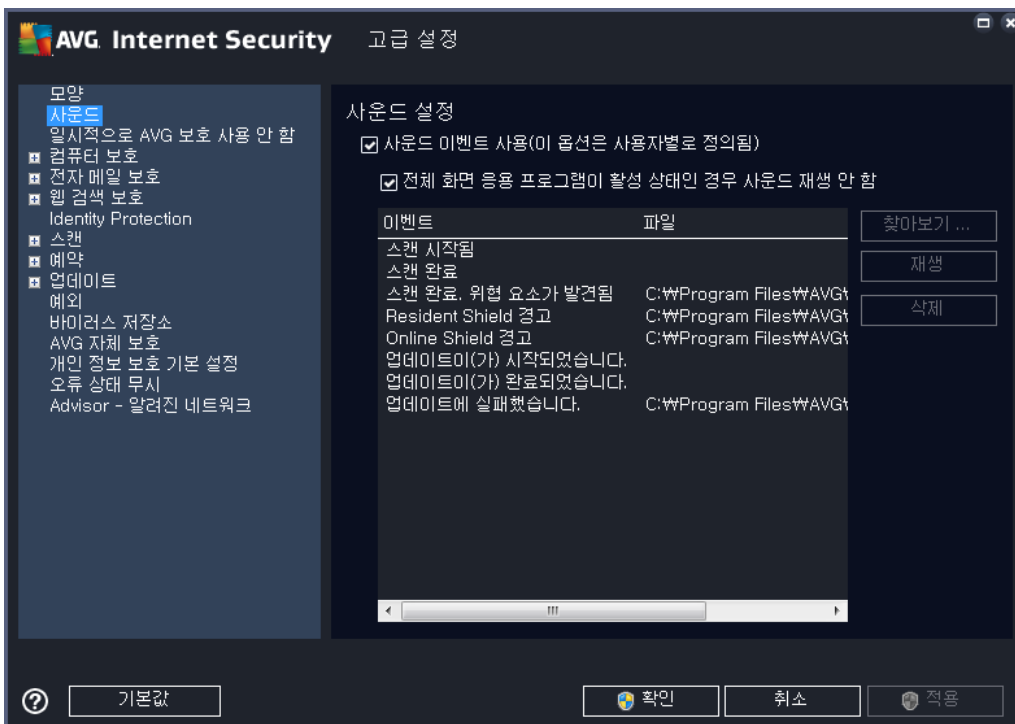 AVG. Internet Security 고급 설정
모양
사운드
일시적으로 AVG 보호 사용 안 함
컴퓨터 보호
전자 메일 보호
웹 검색 보호
Identity Protection
스캔
예약
업데이트
예외
바이러스 저장소
AVG 자체 보호
개인 정보 보호 기본 설정
오류 상태 무시
Advisor - 알려진 네트워크
사운드 설정
사운드 이벤트 사용(이 옵션은 사용자별로 정의됨)
전체 화면 응용 프로그램이 활성 상태인 경우 사운드 재생 안 함
이벤트 파일
스캔 시작됨
스캔 완료
스캔 완료. 위협 요소가 발견됨 C:₩Program Files₩AVG₩
Resident Shield 경고 C:₩Program Files₩AVG₩
Online Shield 경고 C:₩Program Files₩AVG₩
업데이트이(가) 시작되었습니다.
업데이트이(가) 완료되었습니다.
업데이트에 실패했습니다. C:₩Program Files₩AVG₩
찾아보기 ...
재생
삭제
기본값
확인
취소
적용